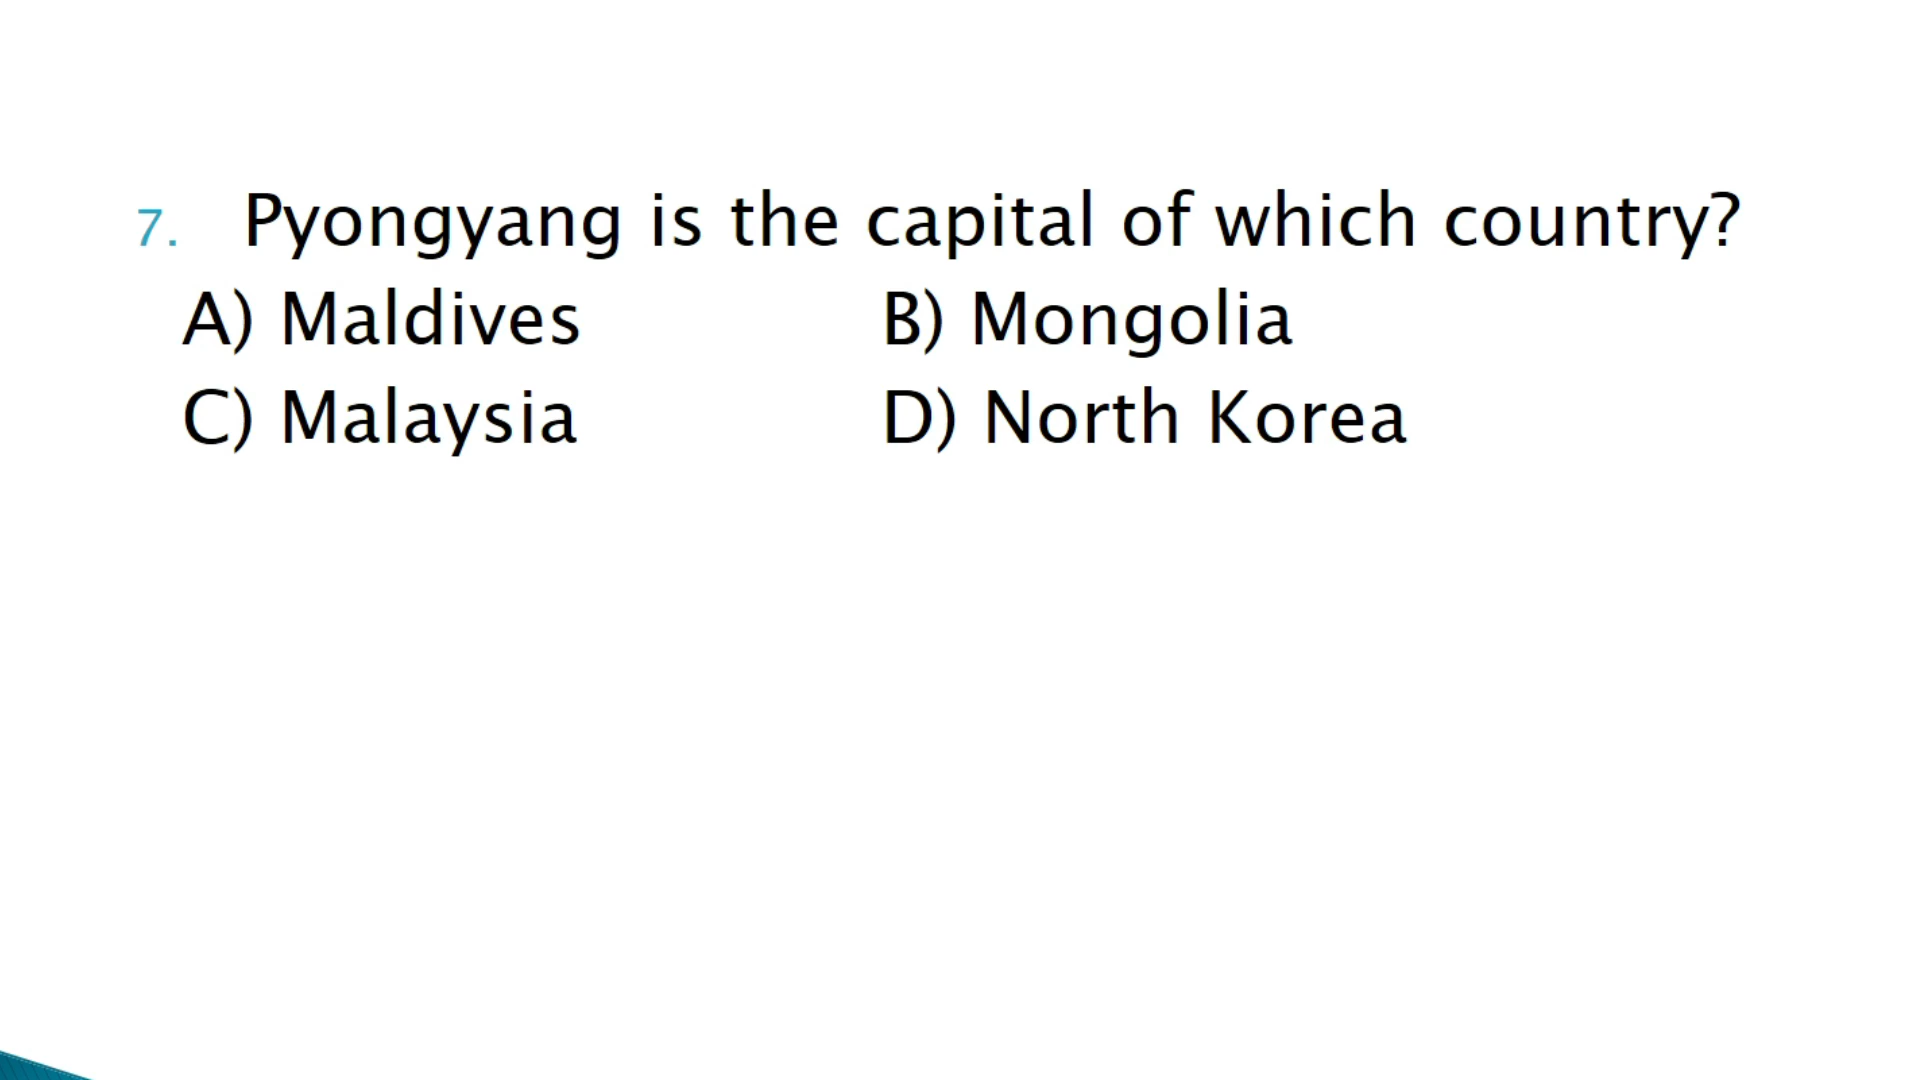 7. Pyongyang is the capital of which country?
A) Maldives B) Mongolia
C) Malaysia D) North Korea